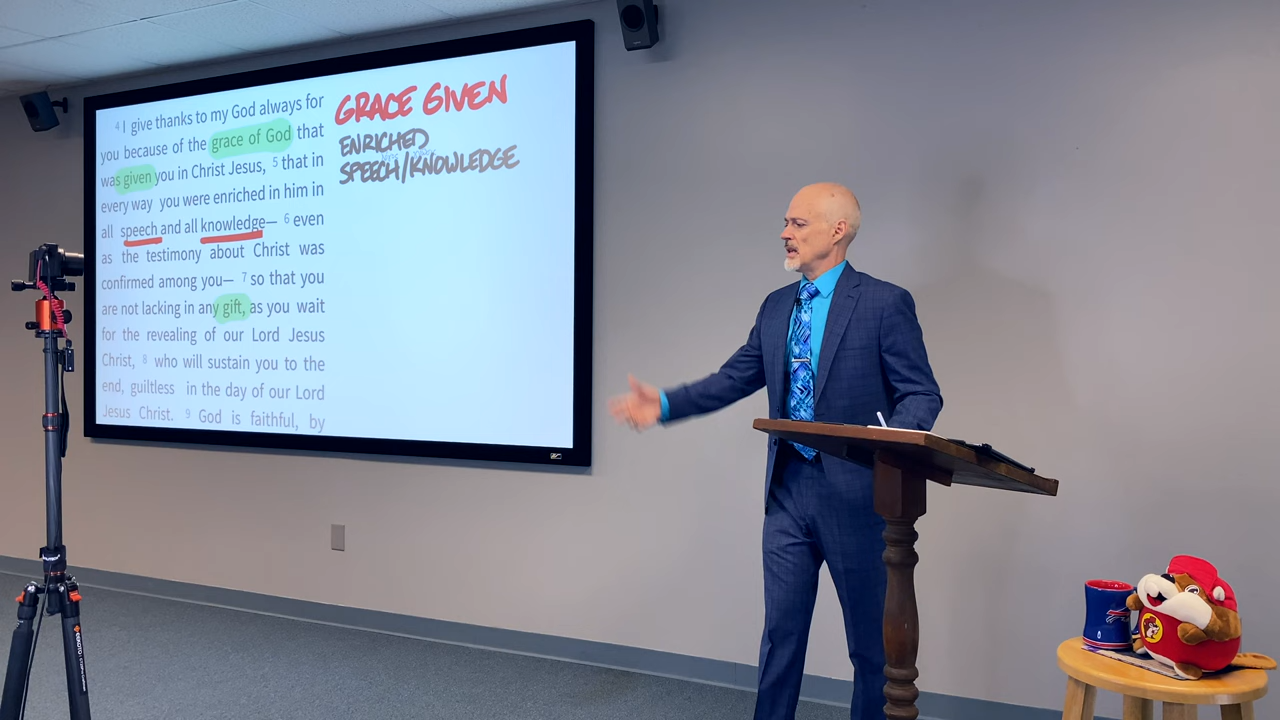 4 I give thanks to my God always for
you because of the grace of God that
was given you in Christ Jesus, 5 that in
every way you were enriched in him in
all speech and all knowledge— 6 even
as the testimony about Christ was
confirmed among you— 7 so that you
are not lacking in any gift, as you wait
for the revealing of our Lord Jesus
Christ, 8 who will sustain you to the
end, guiltless in the day of our Lord
Jesus Christ. 9 God is faithful, by
GRACE GIVEN
ENRICHED
SPEECH/KNOWLEDGE